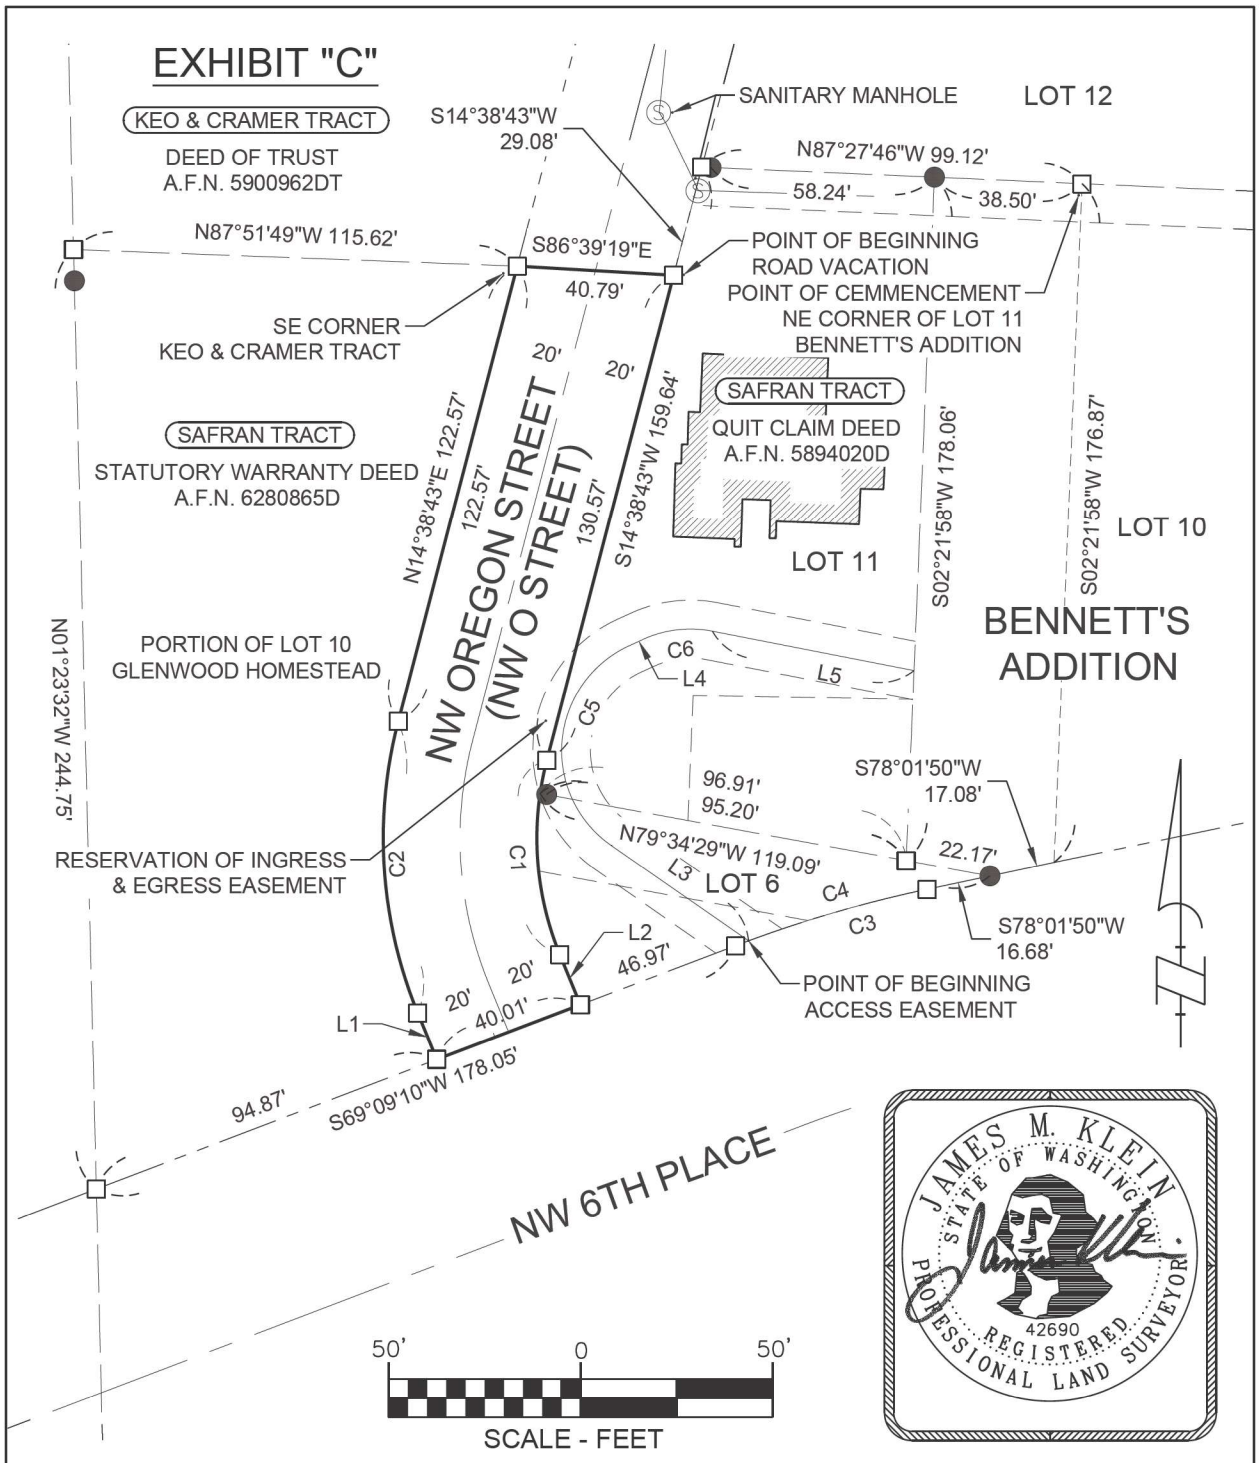 EXHIBIT "C"
KEO & CRAMER TRACT
DEED OF TRUST
A.F.N. 5900962DT
S14°38'43"W
29.08'
SANITARY MANHOLE
S
S
LOT 12
N87°27'46"W 99.12'
58.24'
38.50'
N87°51'49"W 115.62'
S86°39'19"E
40.79'
POINT OF BEGINNING
ROAD VACATION
POINT OF CEMMENCEMENT
NE CORNER OF LOT 11
BENNETT'S ADDITION
SE CORNER
KEO & CRAMER TRACT
20'
20'
SAFRAN TRACT
QUIT CLAIM DEED
A.F.N. 5894020D
SAFRAN TRACT
STATUTORY WARRANTY DEED
A.F.N. 6280865D
N14°38'43"E 122.57'
122.57'
NW OREGON STREET
(NW O STREET)
130.57'
S14°38'43"W 159.64'
S02°21'58"W 178.06'
S02°21'58"W 176.87'
LOT 10
LOT 11
BENNETT'S
ADDITION
PORTION OF LOT 10
GLENWOOD HOMESTEAD
N01°23'32"W 244.75'
C6
L4
L5
C5
S78°01'50"W
17.08'
96.91'
95.20'
N79°34'29"W 119.09'
22.17'
RESERVATION OF INGRESS
& EGRESS EASEMENT
C2
C1
L3
LOT 6
C4
C3
S78°01'50"W
16.68'
L2
46.97'
20'
20'
40.01'
POINT OF BEGINNING
ACCESS EASEMENT
L1
S69°09'10"W 178.05'
94.87'
NW 6TH PLACE
N
JAMES M. KLEIN
STATE OF WASHINGTON
James Klein
42690
REGISTERED
PROFESSIONAL LAND SURVEYOR
50'
0
50'
SCALE - FEET